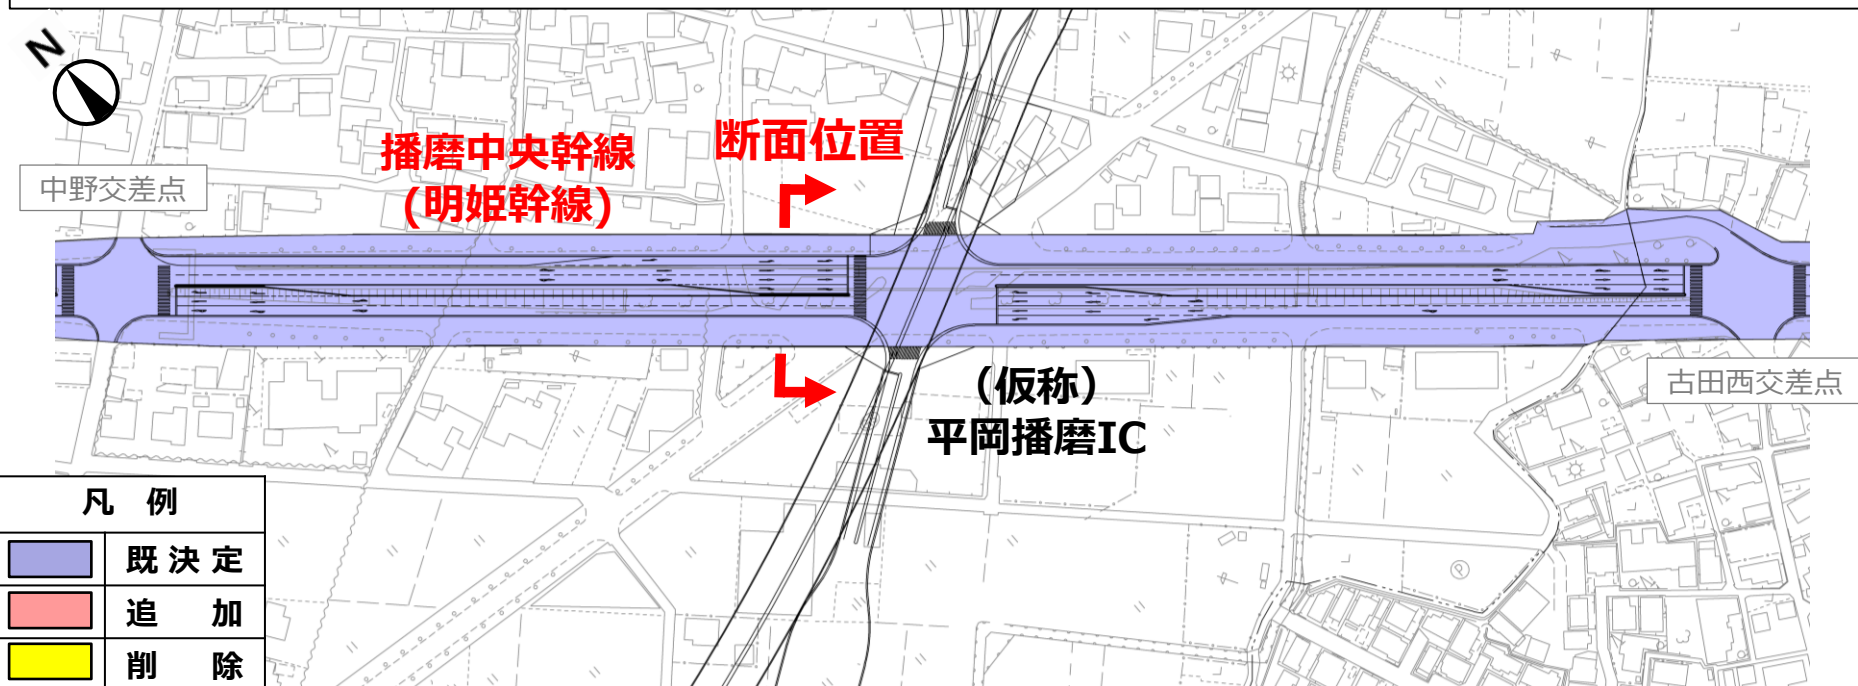 N
播磨中央幹線
(明姫幹線)
断面位置
中野交差点
(仮称)
平岡播磨IC
古田西交差点
凡 例
既決定
追 加
削 除